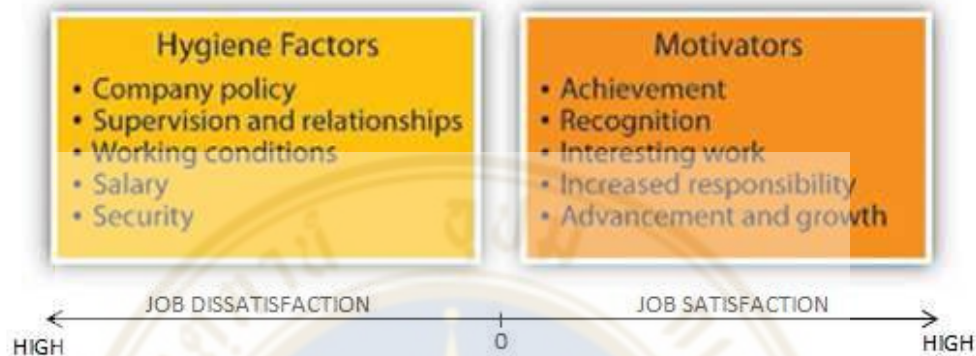 Hygiene Factors
• Company policy
• Supervision and relationships
• Working conditions
• Salary
• Security
Motivators
• Achievement
• Recognition
• Interesting work
• Increased responsibility
• Advancement and growth
JOB DISSATISFACTION
JOB SATISFACTION
HIGH
0
HIGH